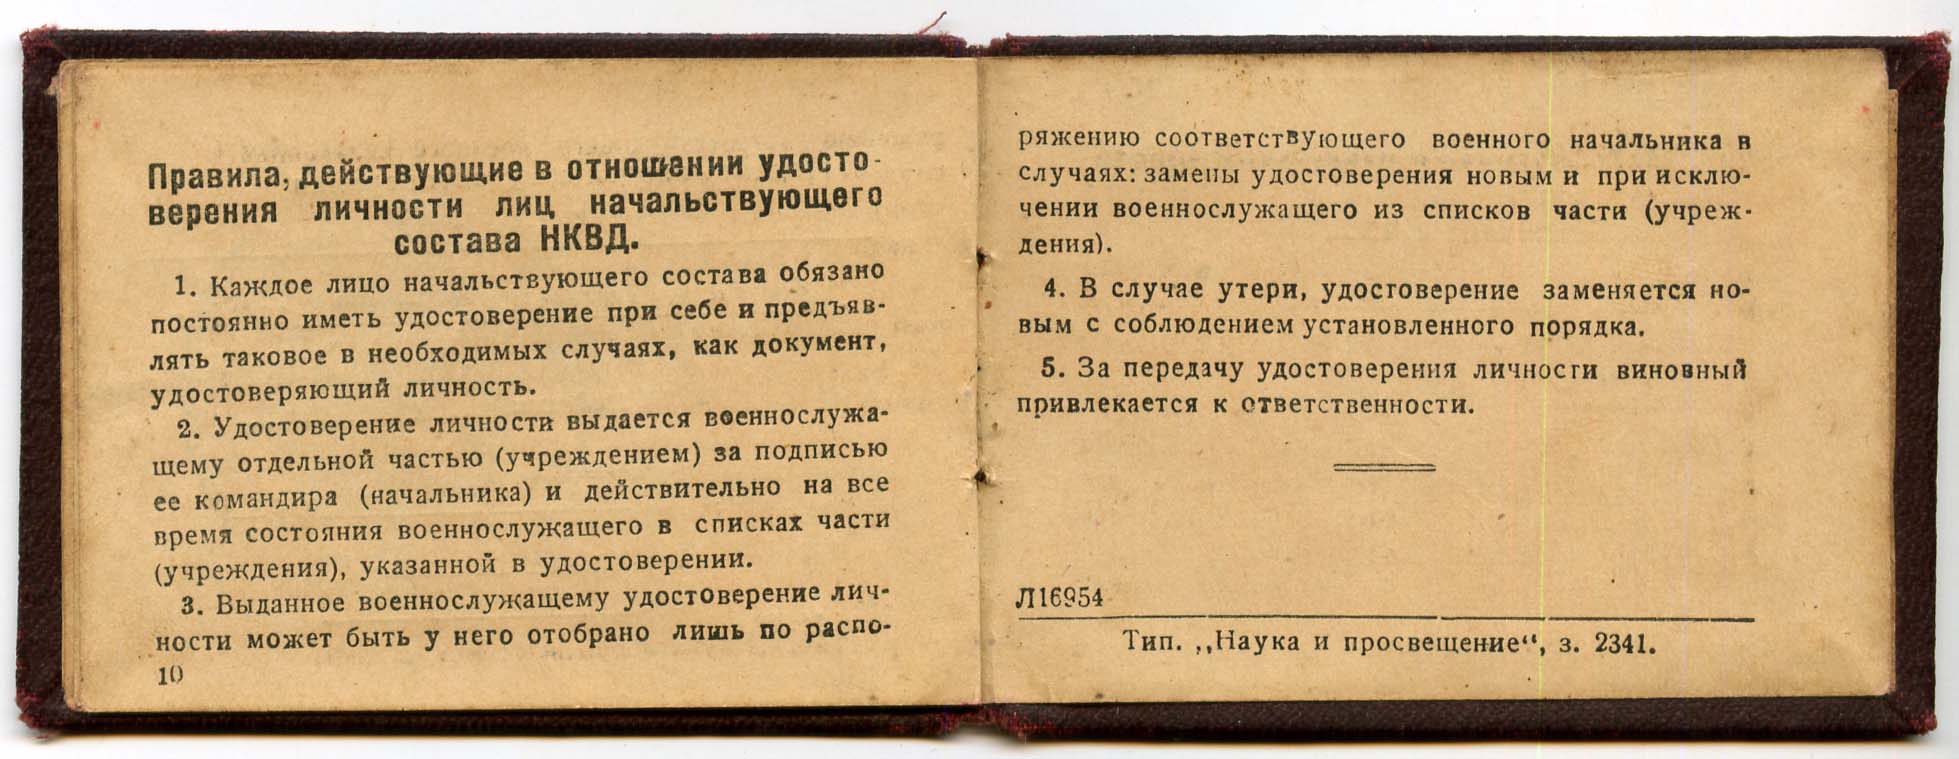 Правила, действующие в отношении удосто-
верения личности лиц начальствующего
состава НКВД.
1. Каждое лицо начальствующего состава обязано
постоянно иметь удостоверение при себе и предъяв-
лять таковое в необходимых случаях, как документ,
удостоверяющий личность.
2. Удостоверение личности выдается военнослужа-
щему отдельной частью (учреждением) за подписью
ее командира (начальника) и действительно на все
время состояния военнослужащего в списках части
(учреждения), указанной в удостоверении.
3. Выданное военнослужащему удостоверение лич-
ности может быть у него отобрано лишь по распо-
10
ряжению соответствующего военного начальника в
случаях: замены удостоверения новым и при исклю-
чении военнослужащего из списков части (учреж-
дения).
4. В случае утери, удостоверение заменяется но-
вым с соблюдением установленного порядка.
5. За передачу удостоверения личности виновный
привлекается к ответственности.
Л16954
Тип. „Наука и просвещение“, з. 2341.